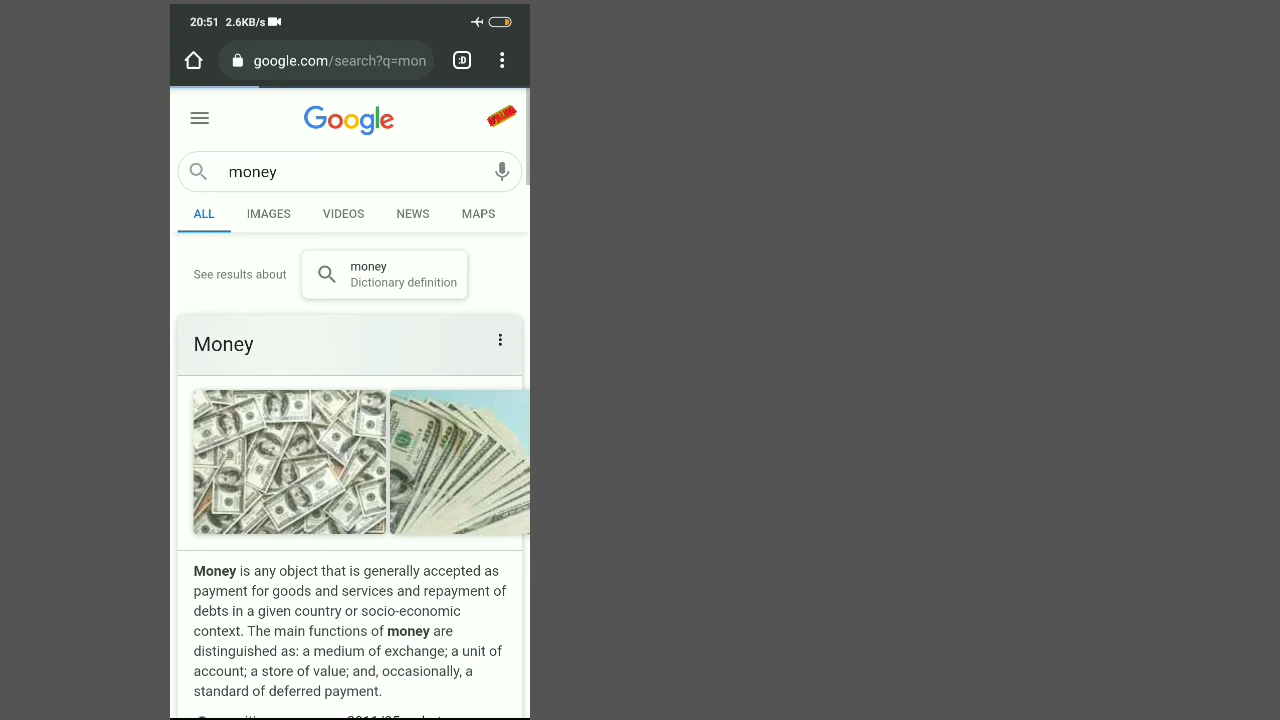 20:51 2.6KB/s
google.com/search?q=mon
:D
Google
money
ALL IMAGES VIDEOS NEWS MAPS
See results about
money
Dictionary definition
Money
Money is any object that is generally accepted as
payment for goods and services and repayment of
debts in a given country or socio-economic
context. The main functions of money are
distinguished as: a medium of exchange; a unit of
account; a store of value; and, occasionally, a
standard of deferred payment.